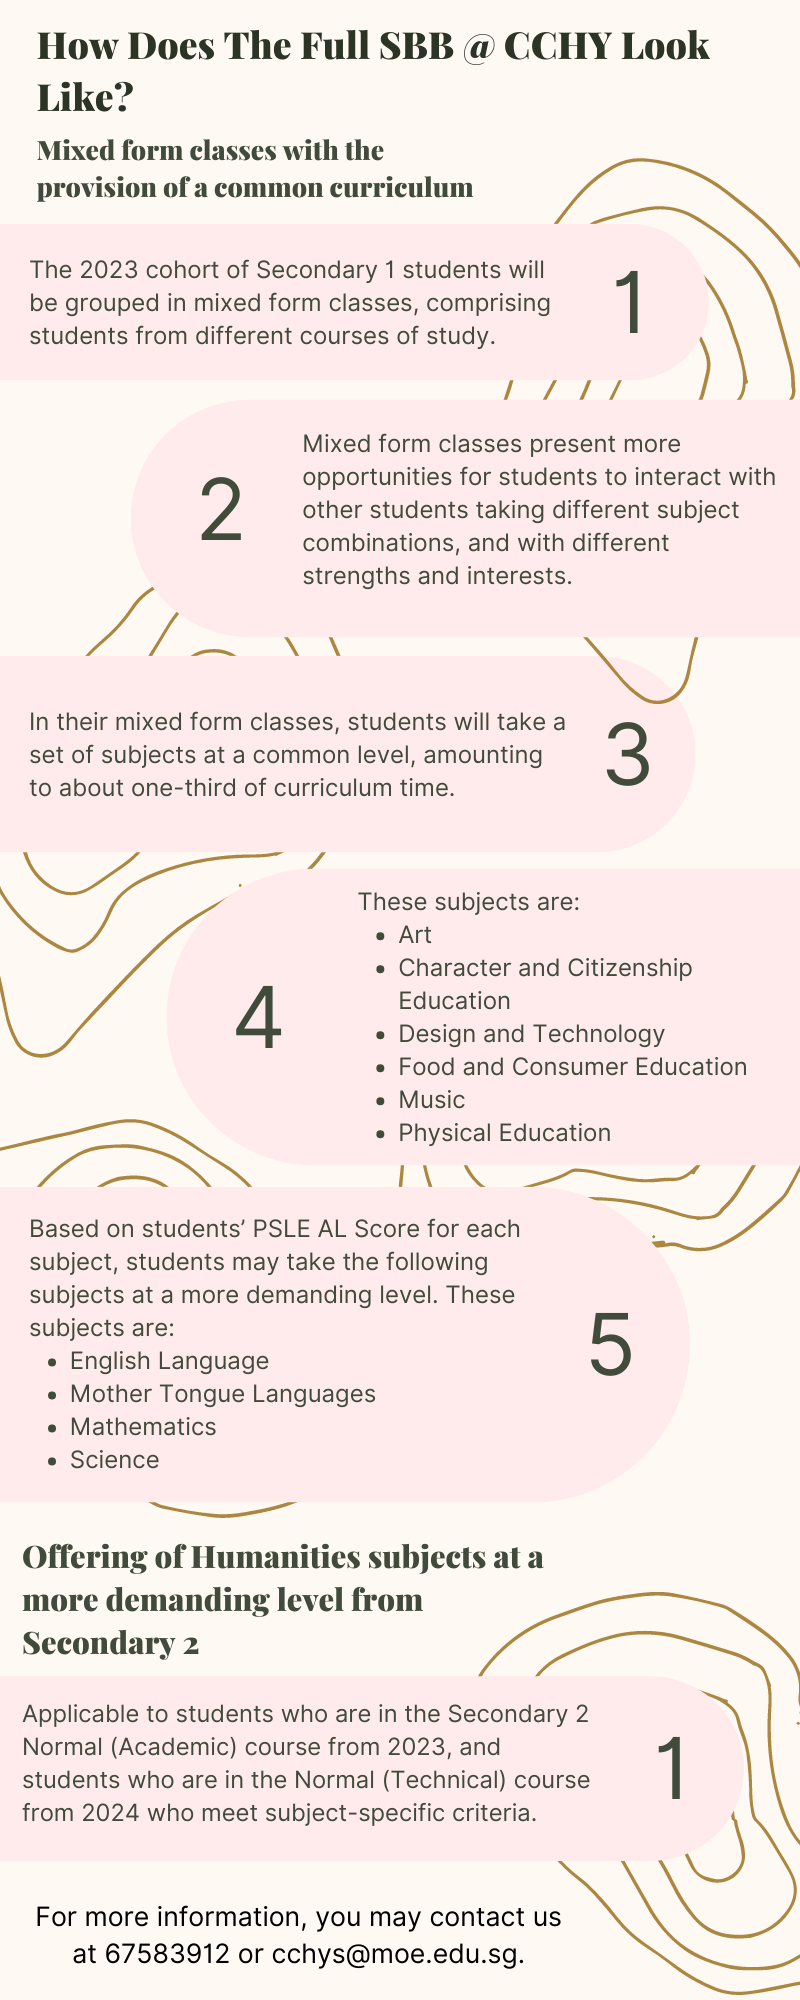 How Does The Full SBB @ CCHY Look
Like?
Mixed form classes with the
provision of a common curriculum
The 2023 cohort of Secondary 1 students will
be grouped in mixed form classes, comprising
students from different courses of study.
1
2
Mixed form classes present more
opportunities for students to interact with
other students taking different subject
combinations, and with different
strengths and interests.
In their mixed form classes, students will take a
set of subjects at a common level, amounting
to about one-third of curriculum time.
3
4
These subjects are:
• Art
• Character and Citizenship
Education
• Design and Technology
• Food and Consumer Education
• Music
• Physical Education
Based on students’ PSLE AL Score for each
subject, students may take the following
subjects at a more demanding level. These
subjects are:
• English Language
• Mother Tongue Languages
• Mathematics
• Science
5
Offering of Humanities subjects at a
more demanding level from
Secondary 2
Applicable to students who are in the Secondary 2
Normal (Academic) course from 2023, and
students who are in the Normal (Technical) course
from 2024 who meet subject-specific criteria.
1
For more information, you may contact us
at 67583912 or cchys@moe.edu.sg.